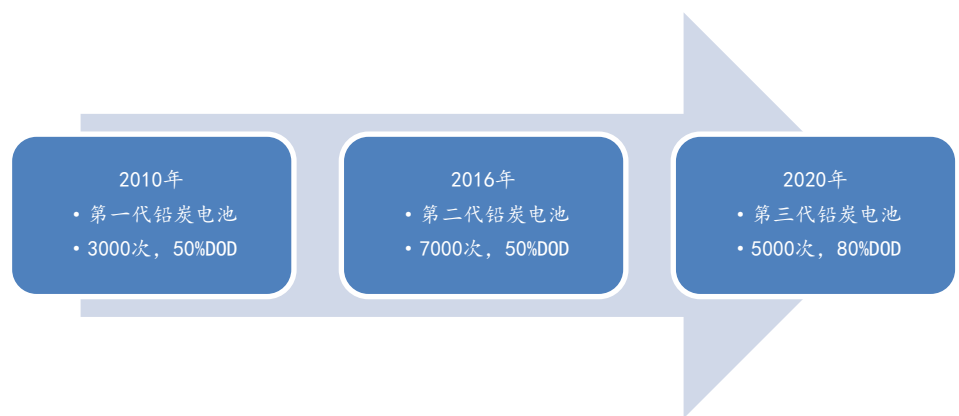 2010年
• 第一代铅炭电池
• 3000次，50%DOD
2016年
• 第二代铅炭电池
• 7000次，50%DOD
2020年
• 第三代铅炭电池
• 5000次，80%DOD